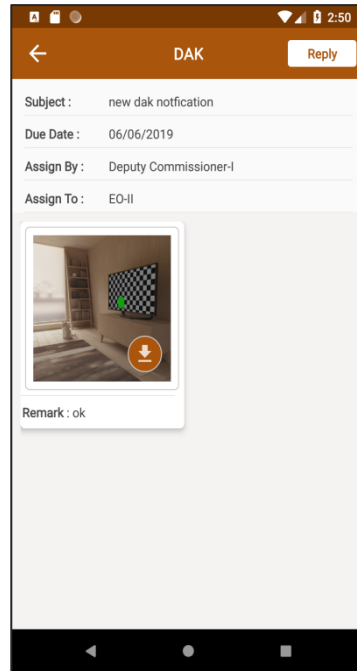 2:50
DAK
Reply
Subject : new dak notfication
Due Date : 06/06/2019
Assign By : Deputy Commissioner-I
Assign To : EO-II
Remark : ok